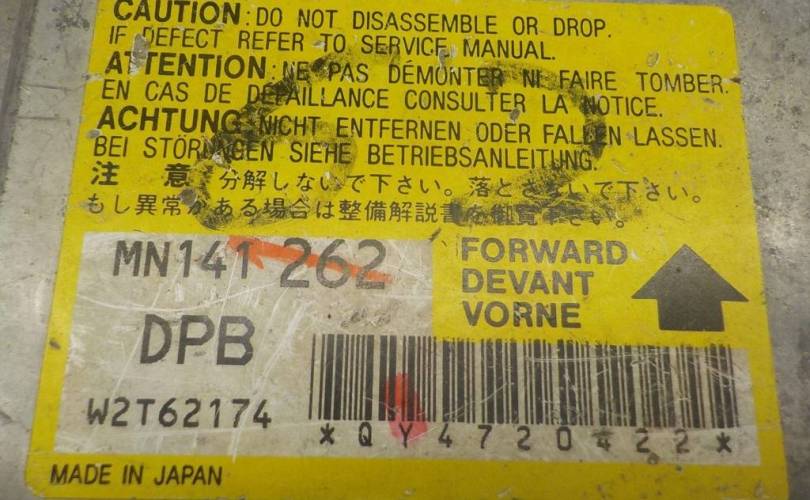 CAUTION : DO NOT DISASSEMBLE OR DROP.
IF DEFECT REFER TO SERVICE MANUAL.
ATTENTION : NE PAS DÉMONTER NI FAIRE TOMBER.
EN CAS DE DÉFAILLANCE CONSULTER LA NOTICE.
ACHTUNG : NICHT ENTFERNEN ODER FALLEN LASSEN.
BEI STÖRUNGEN SIEHE BETRIEBSANLEITUNG.
注 意 : 分解しないで下さい。落とさないで下さい。
もし異常がある場合は整備解説書を御覧下さい。
MN141 262
FORWARD
DEVANT
VORNE
DPB
W2T62174
*QY4720422*
MADE IN JAPAN